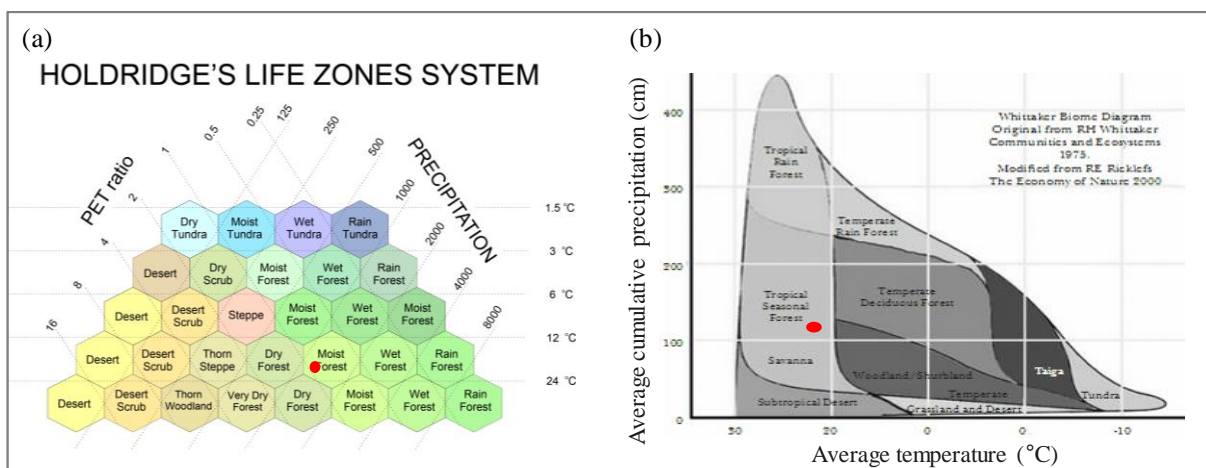 (a)
HOLDRIDGE'S LIFE ZONES SYSTEM
PET ratio
16
8
4
2
1
0.5
0.25
125
250
500
1000
2000
4000
8000
PRECIPITATION
1.5 °C
3 °C
6 °C
12 °C
24 °C
Dry
Tundra
Moist
Tundra
Wet
Tundra
Rain
Tundra
Desert
Dry
Scrub
Moist
Forest
Wet
Forest
Rain
Forest
Desert
Desert
Scrub
Steppe
Moist
Forest
Wet
Forest
Moist
Forest
Desert
Desert
Scrub
Thorn
Steppe
Dry
Forest
Moist
Forest
Wet
Forest
Rain
Forest
Desert
Desert
Scrub
Thorn
Woodland
Very Dry
Forest
Dry
Forest
Moist
Forest
Wet
Forest
Rain
Forest
(b)
Average cumulative precipitation (cm)
400
300
200
100
0
Whittaker Biome Diagram
Original from RH Whittaker
Communities and Ecosystems
1975.
Modified from RE Ricklefs
The Economy of Nature 2000
Tropical
Rain
Forest
Temperate
Rain Forest
Tropical
Seasonal
Forest
Temperate
Deciduous Forest
Savanna
Woodland/Shurbland
Taiga
Subtropical Desert
Temperate
Grassland and Desert
Tundra
30
20
0
0.
-10
Average temperature (°C)